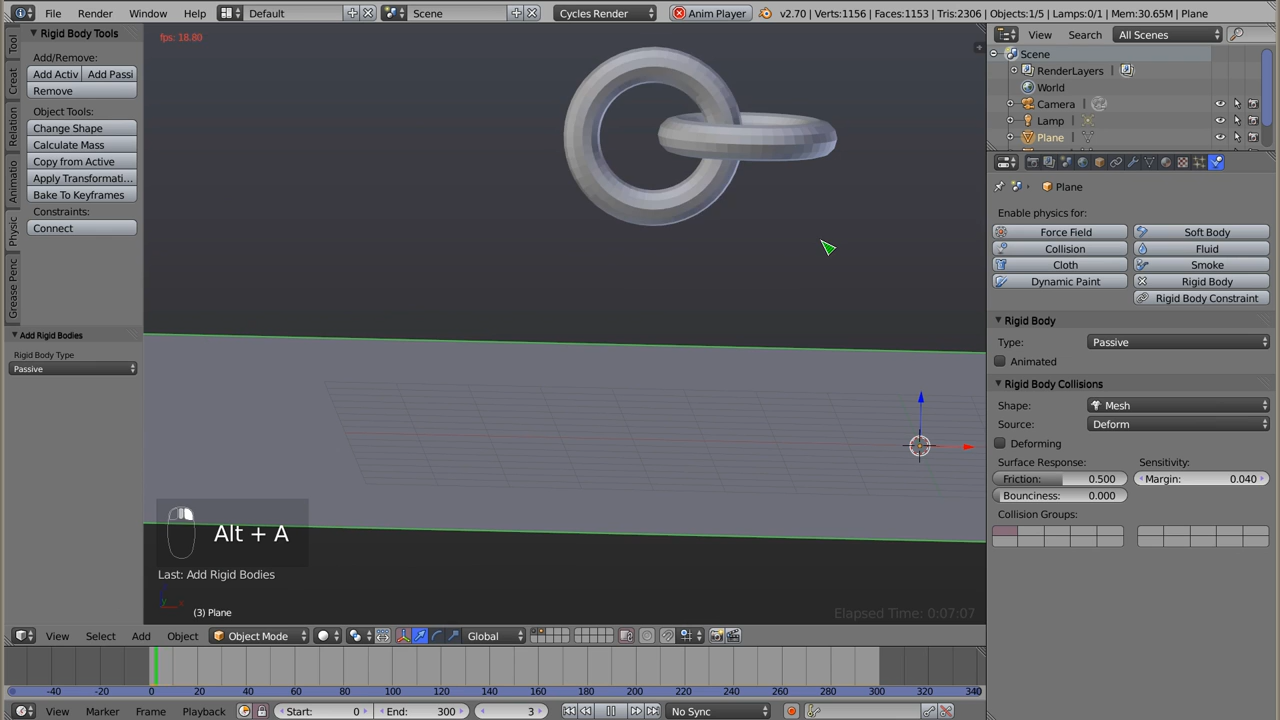 File Render Window Help Default Scene Cycles Render Anim Player v2.70 | Verts:1156 | Faces:1153 | Tris:2306 | Objects:1/5 | Lamps:0/1 | Mem:30.65M | Plane
Rigid Body Tools
Add/Remove:
Add Activ Add Passi
Remove
Object Tools:
Change Shape
Calculate Mass
Copy from Active
Apply Transformati...
Bake To Keyframes
Constraints:
Connect
Tool
Creat
Relation
Animatio
Physic
Grease Penc
Add Rigid Bodies
Rigid Body Type
Passive
fps: 18.80
Alt + A
Last: Add Rigid Bodies
(3) Plane
Elapsed Time: 0:07:07
View Search All Scenes
Scene
RenderLayers
World
Camera
Lamp
Plane
Plane
Enable physics for:
Force Field Soft Body
Collision Fluid
Cloth Smoke
Dynamic Paint Rigid Body
Rigid Body Constraint
Rigid Body
Type: Passive
Animated
Rigid Body Collisions
Shape: Mesh
Source: Deform
Deforming
Surface Response: Sensitivity:
Friction: 0.500 Margin: 0.040
Bounciness: 0.000
Collision Groups:
View Select Add Object Object Mode Global
-40 -20 0 20 40 60 80 100 120 140 160 180 200 220 240 260 280 300 320 340
View Marker Frame Playback Start: 0 End: 300 3 No Sync